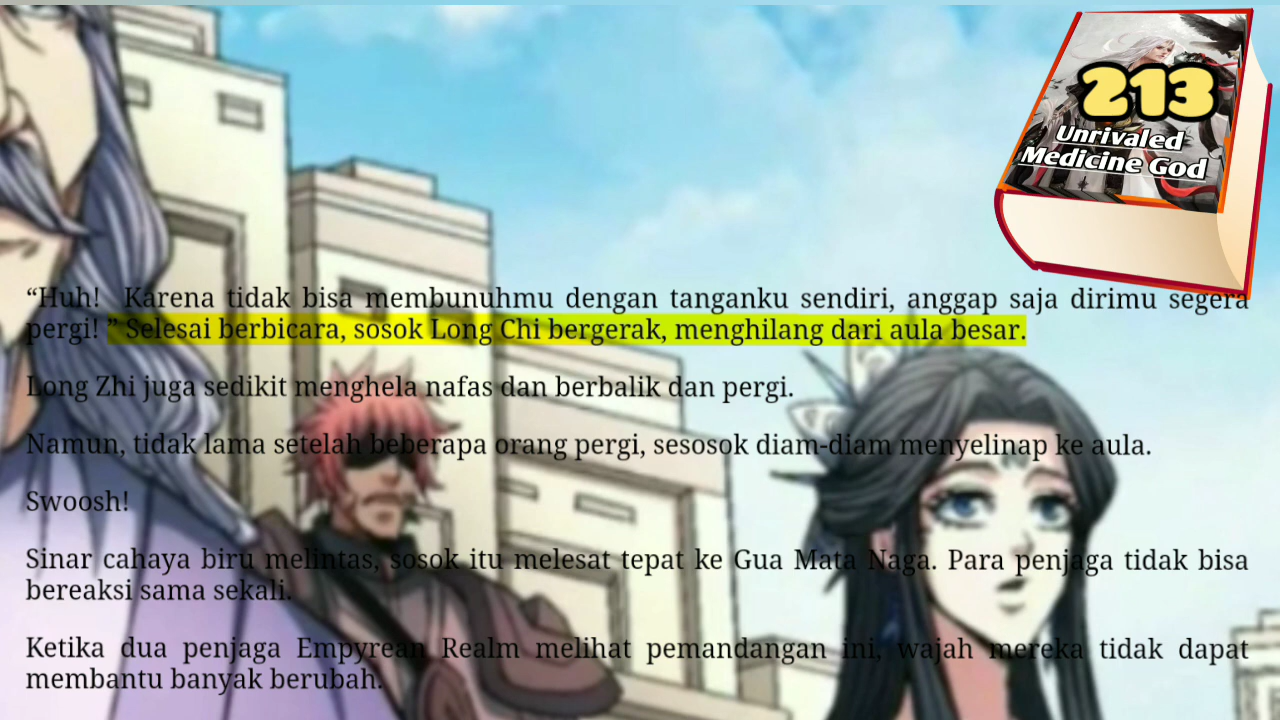 213
Unrivaled
Medicine God
“Huh!  Karena tidak bisa membunuhmu dengan tanganku sendiri, anggap saja dirimu segera
pergi! ” Selesai berbicara, sosok Long Chi bergerak, menghilang dari aula besar.
Long Zhi juga sedikit menghela nafas dan berbalik dan pergi.
Namun, tidak lama setelah beberapa orang pergi, sesosok diam-diam menyelinap ke aula.
Swoosh!
Sinar cahaya biru melintas, sosok itu melesat tepat ke Gua Mata Naga. Para penjaga tidak bisa
bereaksi sama sekali.
Ketika dua penjaga Empyrean Realm melihat pemandangan ini, wajah mereka tidak dapat
membantu banyak berubah.